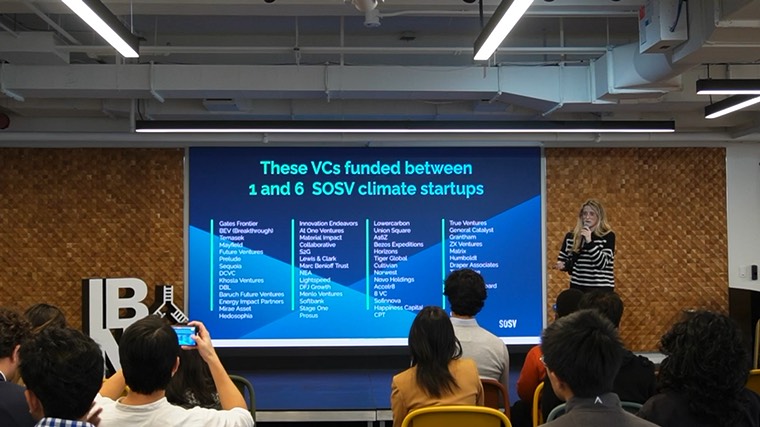 These VCs funded between
1 and 6 SOSV climate startups
Gates Frontier
BEV (Breakthrough)
Temasek
Mayfield
Future Ventures
Prelude
Sequoia
DCVC
Khosla Ventures
DBL
Baruch Future Ventures
Energy Impact Partners
Mirae Asset
Hedosophia
Innovation Endeavors
At One Ventures
Material Impact
Collaborative
S2G
Lewis & Clark
Marc Benioff Trust
NEA
Lightspeed
DFJ Growth
Menlo Ventures
Softbank
Stage One
Prosus
Lowercarbon
Union Square
A16Z
Bezos Expeditions
Horizons
Tiger Global
Cultivian
Norwest
Novo Holdings
Accel
8 VC
Sofinnova
Happiness Capital
CPT
True Ventures
General Catalyst
Grantham
ZX Ventures
Matrix
Humboldt
Draper Associates
SOSV
IB